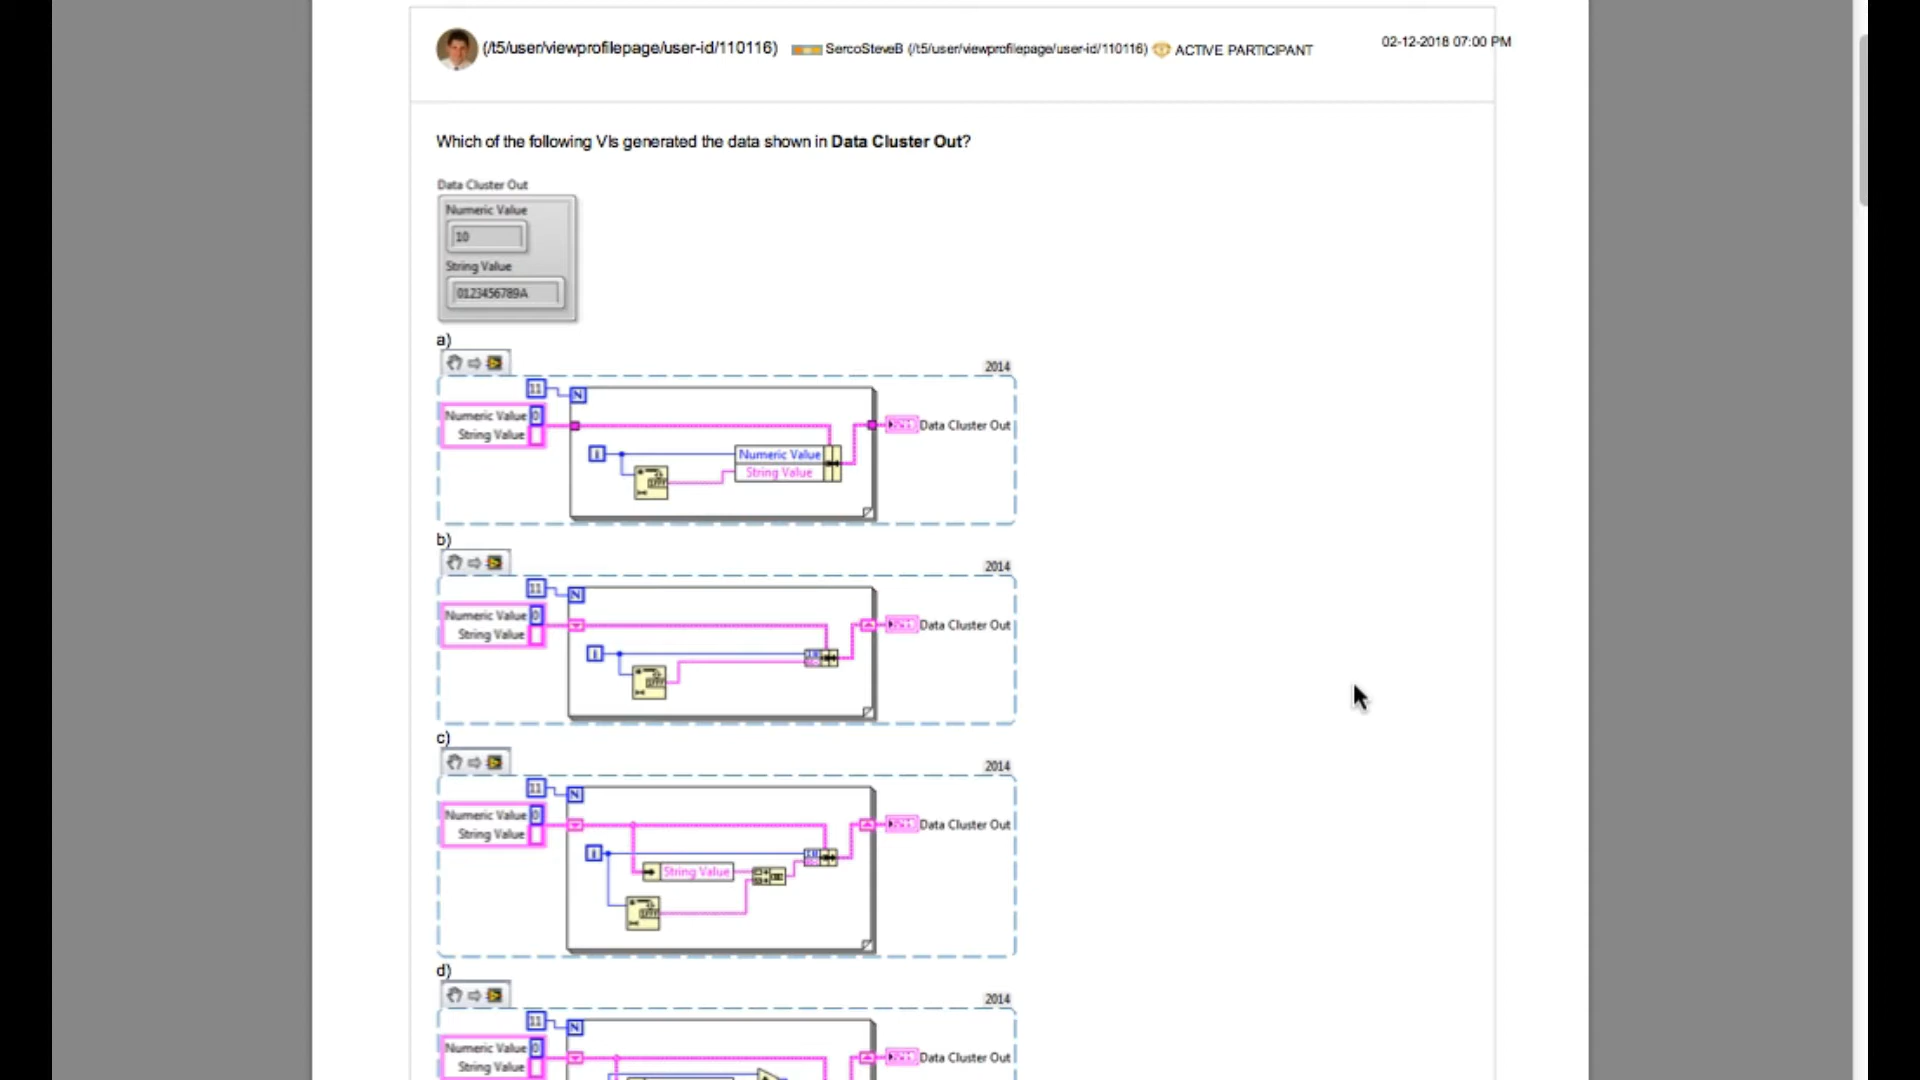 (/t5/user/viewprofilepage/user-id/110116) SercoSteveB (/t5/user/viewprofilepage/user-id/110116) ACTIVE PARTICIPANT 02-12-2018 07:00 PM
Which of the following VIs generated the data shown in Data Cluster Out?
Data Cluster Out
Numeric Value
10
String Value
0123456789A
a)
2014
11 N
Numeric Value 0
String Value
Data Cluster Out
i
Numeric Value
String Value
b)
2014
11 N
Numeric Value 0
String Value
Data Cluster Out
i
c)
2014
11 N
Numeric Value 0
String Value
Data Cluster Out
i
String Value
d)
2014
11 N
Numeric Value 0
String Value
Data Cluster Out